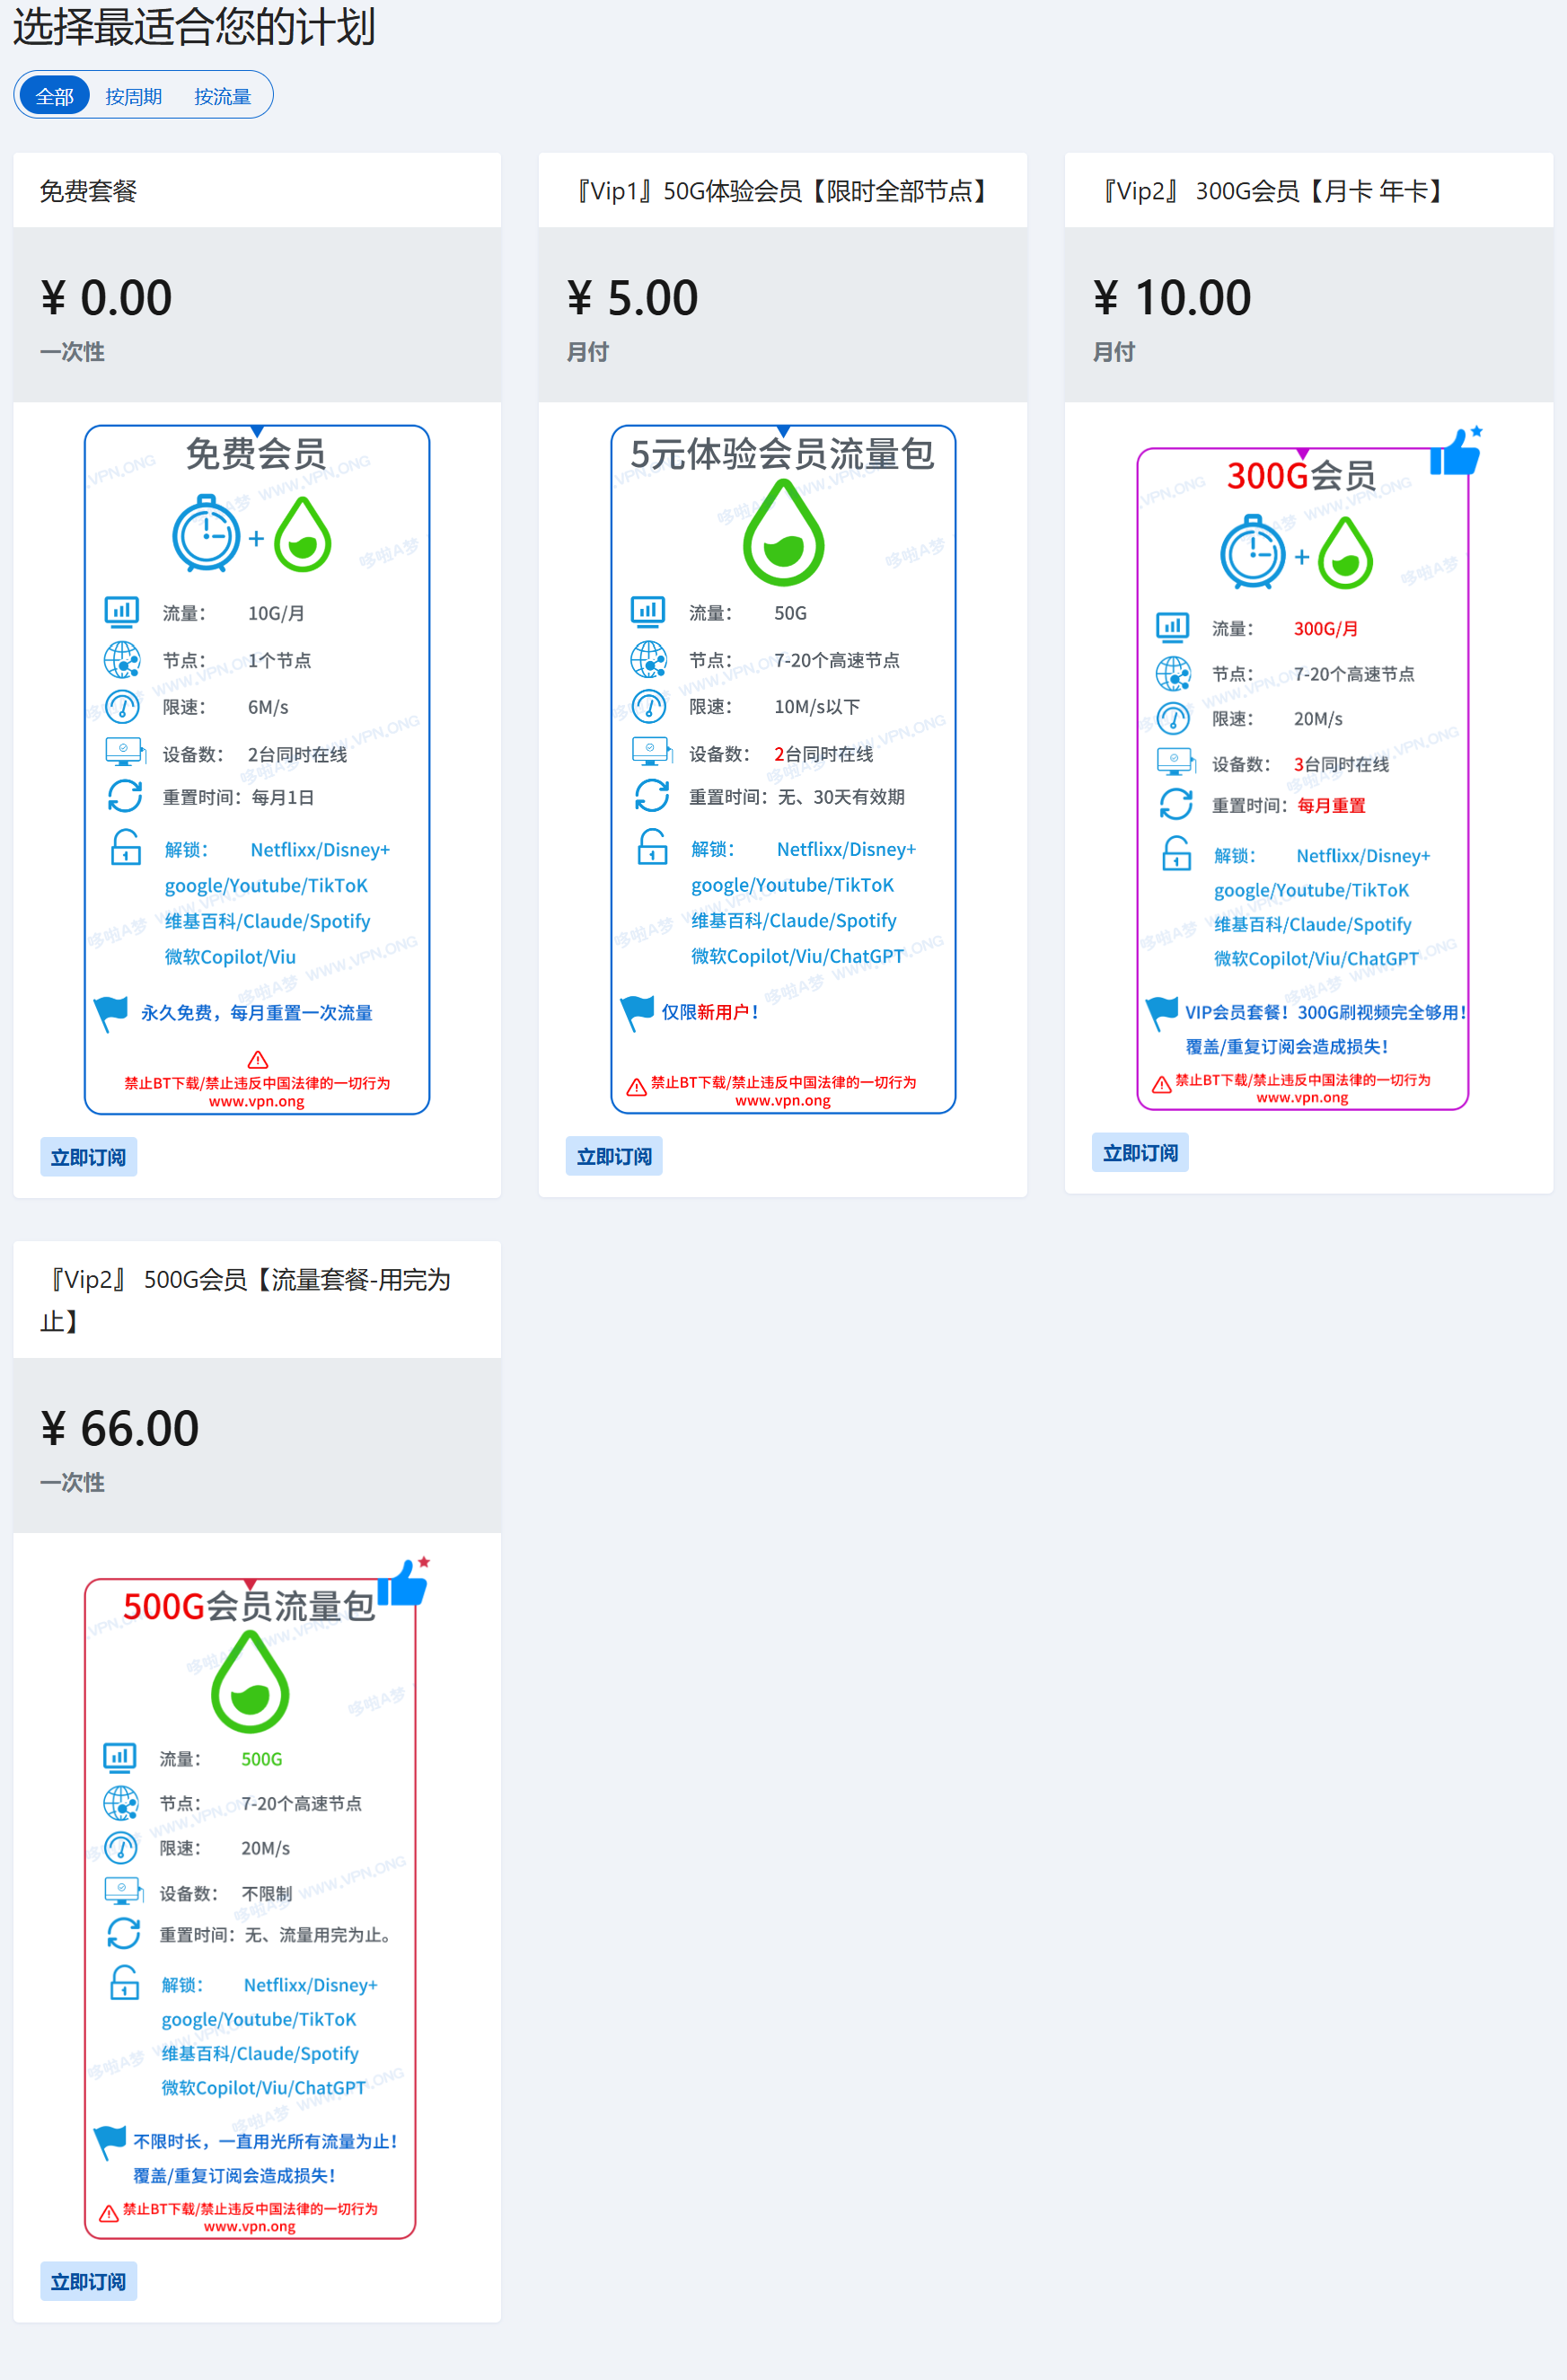 选择最适合您的计划
全部 按周期 按流量
免费套餐
¥ 0.00
一次性
免费会员
+
流量： 10G/月
节点： 1个节点
限速： 6M/s
设备数： 2台同时在线
重置时间：每月1日
解锁： Netflixx/Disney+
google/Youtube/TikToK
维基百科/Claude/Spotify
微软Copilot/Viu
永久免费，每月重置一次流量
禁止BT下载/禁止违反中国法律的一切行为
www.vpn.ong
立即订阅
『Vip1』50G体验会员【限时全部节点】
¥ 5.00
月付
5元体验会员流量包
流量： 50G
节点： 7-20个高速节点
限速： 10M/s以下
设备数： 2台同时在线
重置时间：无、30天有效期
解锁： Netflixx/Disney+
google/Youtube/TikToK
维基百科/Claude/Spotify
微软Copilot/Viu/ChatGPT
仅限新用户！
禁止BT下载/禁止违反中国法律的一切行为
www.vpn.ong
立即订阅
『Vip2』 300G会员【月卡 年卡】
¥ 10.00
月付
300G会员
+
流量： 300G/月
节点： 7-20个高速节点
限速： 20M/s
设备数： 3台同时在线
重置时间：每月重置
解锁： Netflixx/Disney+
google/Youtube/TikToK
维基百科/Claude/Spotify
微软Copilot/Viu/ChatGPT
VIP会员套餐！300G刷视频完全够用！
覆盖/重复订阅会造成损失！
禁止BT下载/禁止违反中国法律的一切行为
www.vpn.ong
立即订阅
『Vip2』 500G会员【流量套餐-用完为
止】
¥ 66.00
一次性
500G会员流量包
流量： 500G
节点： 7-20个高速节点
限速： 20M/s
设备数： 不限制
重置时间：无、流量用完为止。
解锁： Netflixx/Disney+
google/Youtube/TikToK
维基百科/Claude/Spotify
微软Copilot/Viu/ChatGPT
不限时长，一直用光所有流量为止！
覆盖/重复订阅会造成损失！
禁止BT下载/禁止违反中国法律的一切行为
www.vpn.ong
立即订阅